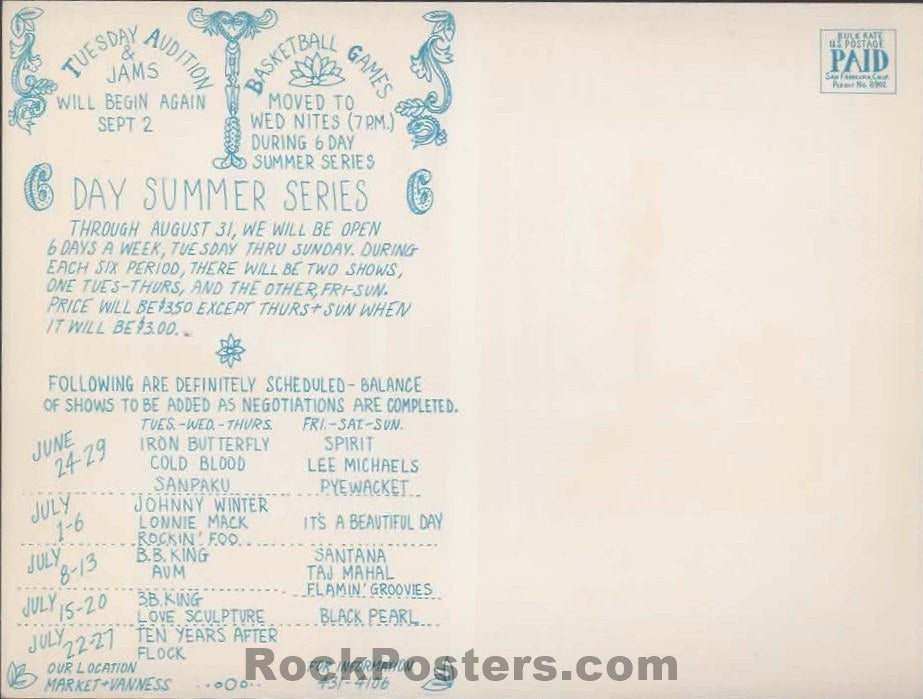 TUESDAY AUDITION
& JAMS
WILL BEGIN AGAIN
SEPT 2
BASKETBALL GAMES
MOVED TO
WED NITES (7 P.M.)
DURING 6 DAY
SUMMER SERIES
BULK RATE
US POSTAGE
PAID
SAN FRANCISCO, CALIF
PERMIT NO. 8902
6 DAY SUMMER SERIES 6
THROUGH AUGUST 31, WE WILL BE OPEN
6 DAYS A WEEK, TUESDAY THRU SUNDAY. DURING
EACH SIX PERIOD, THERE WILL BE TWO SHOWS,
ONE TUES-THURS, AND THE OTHER, FRI-SUN.
PRICE WILL BE $3.50 EXCEPT THURS + SUN WHEN
IT WILL BE $3.00.
FOLLOWING ARE DEFINITELY SCHEDULED - BALANCE
OF SHOWS TO BE ADDED AS NEGOTIATIONS ARE COMPLETED.
TUES.-WED.-THURS. FRI.-SAT.-SUN.
JUNE 24-29
IRON BUTTERFLY SPIRIT
COLD BLOOD LEE MICHAELS
SANPAKU PYEWACKET
JULY 1-6
JOHNNY WINTER
LONNIE MACK IT'S A BEAUTIFUL DAY
ROCKIN' FOO
JULY 8-13
B.B. KING SANTANA
AUM TAJ MAHAL
FLAMIN' GROOVIES
JULY 15-20
BB. KING
LOVE SCULPTURE BLACK PEARL
JULY 22-27
TEN YEARS AFTER
FLOCK
OUR LOCATION FOR INFORMATION
MARKET + VANNESS 431-4106
RockPosters.com